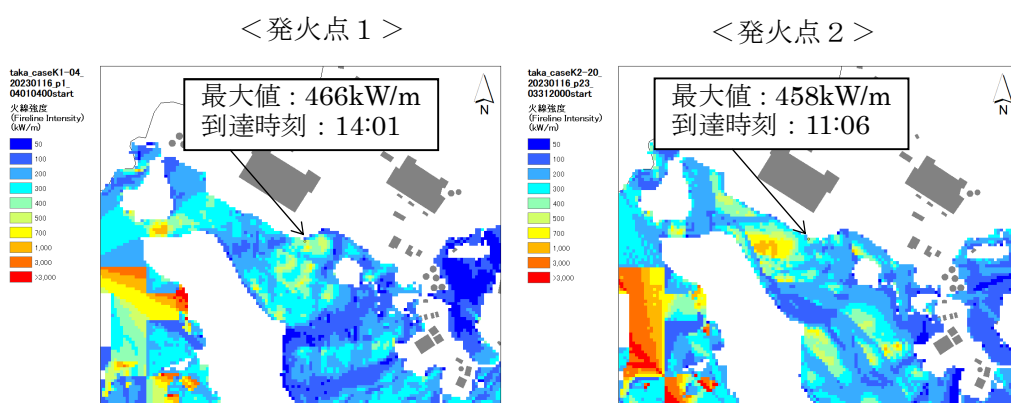 ＜発火点１＞
＜発火点２＞
taka_caseK1-04_
20230116_p1_
04010400start
火線強度
(Fireline Intensity)
(kW/m)
50
100
200
300
400
500
700
1,000
3,000
>3,000
最大値：466kW/m
到達時刻：14:01
N
taka_caseK2-20_
20230116_p23_
03312000start
火線強度
(Fireline Intensity)
(kW/m)
50
100
200
300
400
500
700
1,000
3,000
>3,000
最大値：458kW/m
到達時刻：11:06
N